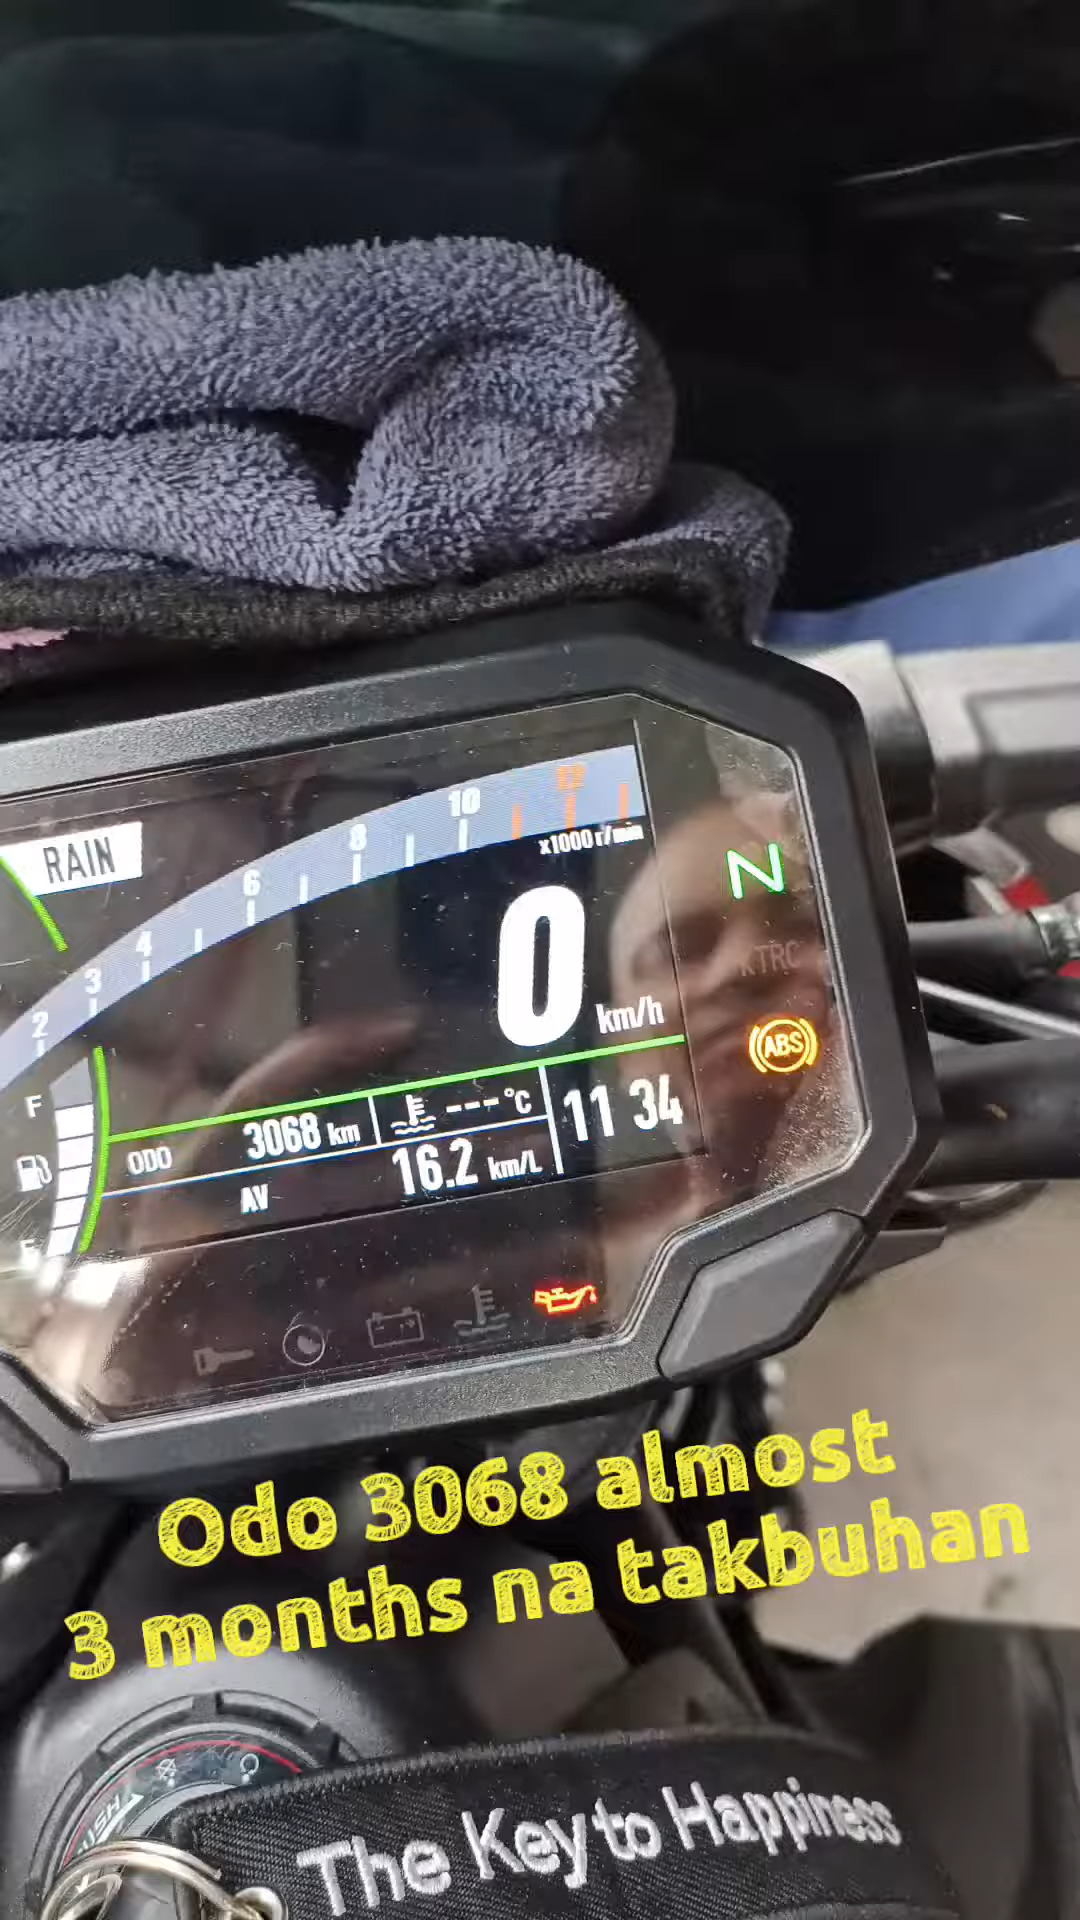 RAIN
2
3
4
6
8
10
12
x1000 r/min
N
KTRC
0 km/h
ABS
F
ODO 3068 km
---°C
11 34
AV 16.2 km/L
Odo 3068 almost
3 months na takbuhan
The Key to Happiness